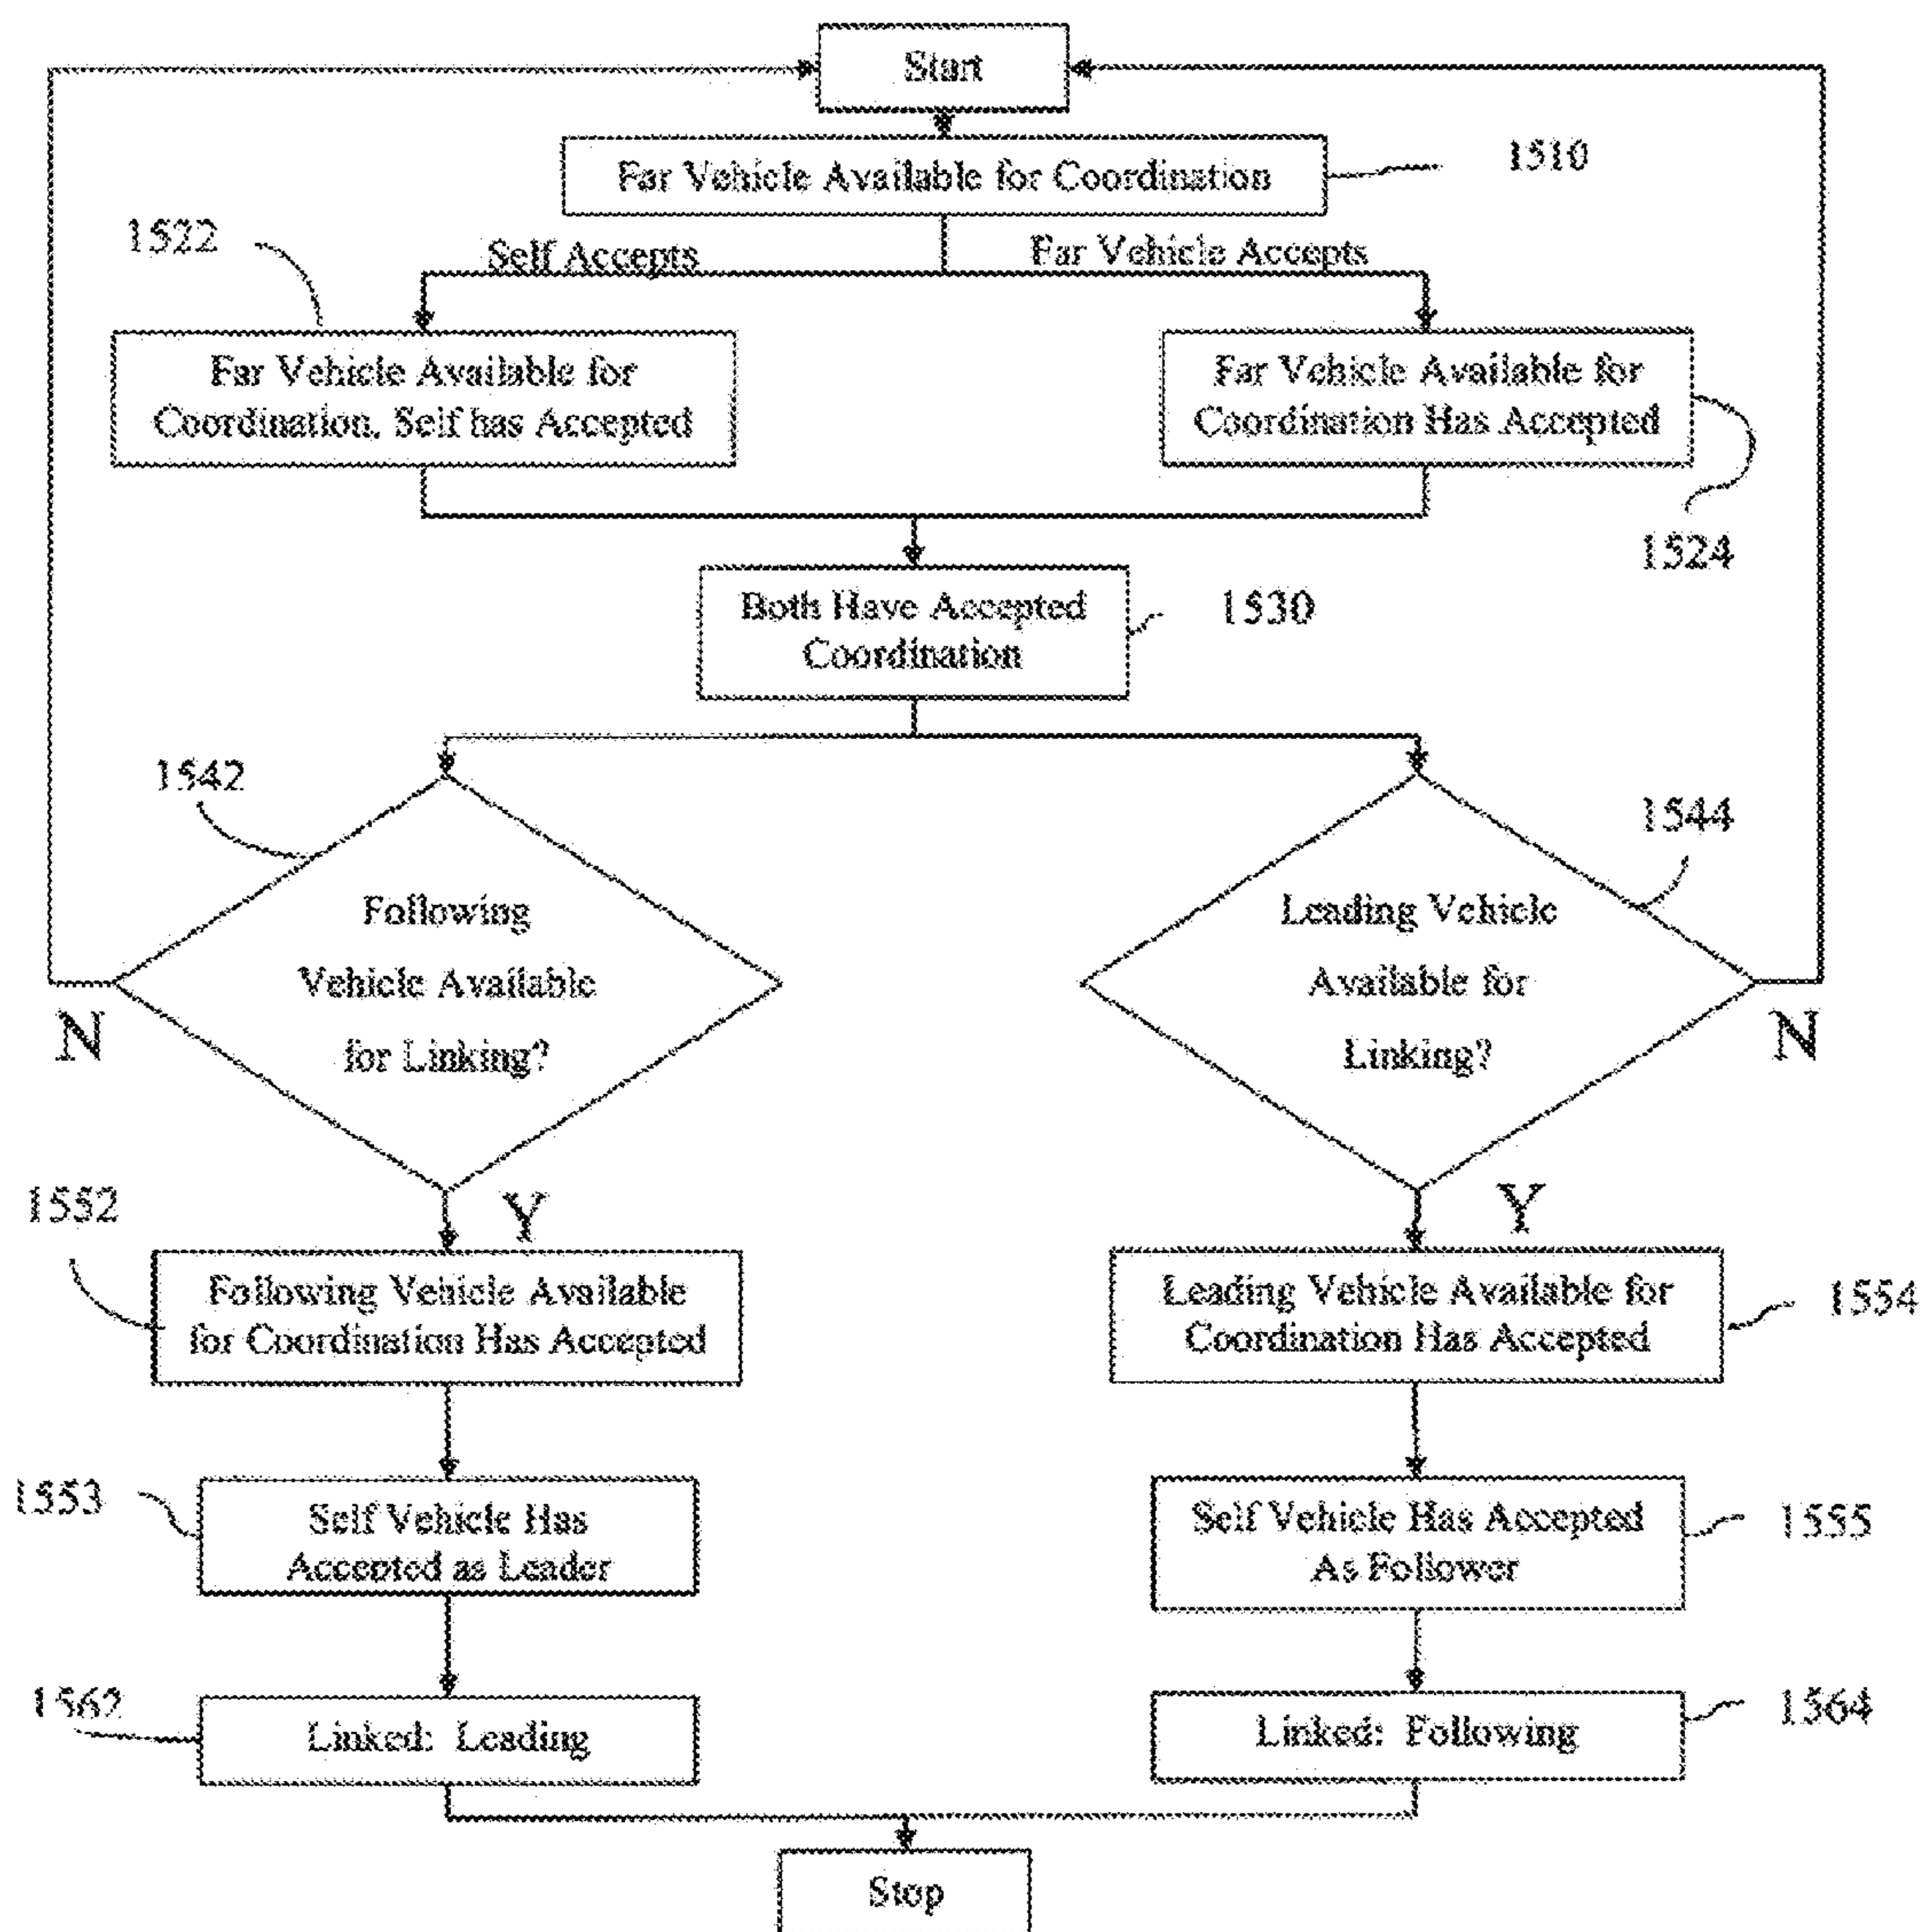 Start
Far Vehicle Available for Coordination
1510
1522
Self Accepts
Far Vehicle Accepts
Far Vehicle Available for
Coordination, Self has Accepted
Far Vehicle Available for
Coordination Has Accepted
1524
Both Have Accepted
Coordination
1530
1542
1544
Following
Vehicle Available
for Linking?
Leading Vehicle
Available for
Linking?
N
N
Y
Y
1552
Following Vehicle Available
for Coordination Has Accepted
Leading Vehicle Available for
Coordination Has Accepted
1554
1553
Self Vehicle Has
Accepted as Leader
Self Vehicle Has Accepted
As Follower
1555
1562
Linked: Leading
Linked: Following
1564
Stop